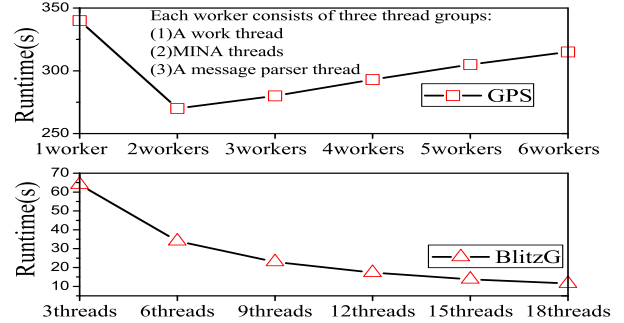 350
300
250
Runtime(s)
Each worker consists of three thread groups:
(1)A work thread
(2)MINA threads
(3)A message parser thread
GPS
1worker 2workers 3workers 4workers 5workers 6workers
70
60
50
40
30
20
10
Runtime(s)
BlitzG
3threads 6threads 9threads 12threads 15threads 18threads